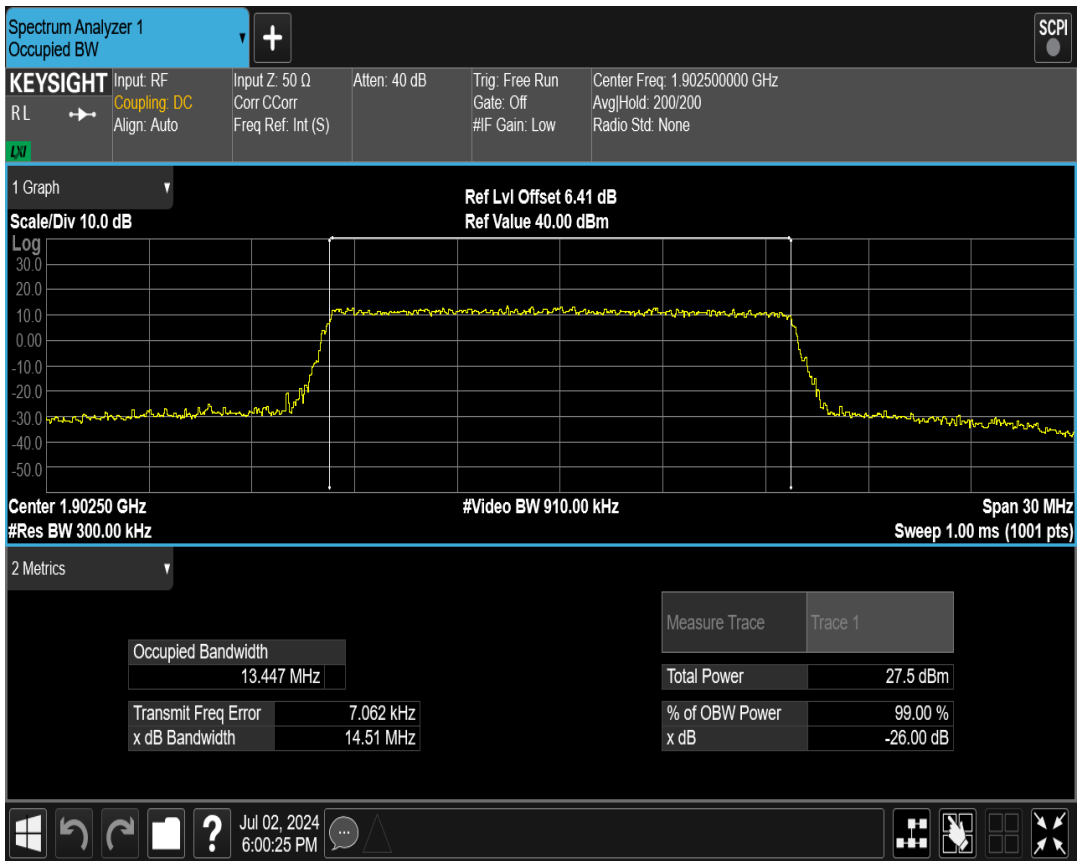 Spectrum Analyzer 1
Occupied BW
+
SCPI
KEYSIGHT
R L
LXI
Input: RF
Coupling: DC
Align: Auto
Input Z: 50 Ω
Corr CCorr
Freq Ref: Int (S)
Atten: 40 dB
Trig: Free Run
Gate: Off
#IF Gain: Low
Center Freq: 1.902500000 GHz
Avg|Hold: 200/200
Radio Std: None
1 Graph
Scale/Div 10.0 dB
Ref Lvl Offset 6.41 dB
Ref Value 40.00 dBm
Log
30.0
20.0
10.0
0.00
-10.0
-20.0
-30.0
-40.0
-50.0
Center 1.90250 GHz
#Res BW 300.00 kHz
#Video BW 910.00 kHz
Span 30 MHz
Sweep 1.00 ms (1001 pts)
2 Metrics
Occupied Bandwidth
13.447 MHz
Transmit Freq Error 7.062 kHz
x dB Bandwidth 14.51 MHz
Measure Trace Trace 1
Total Power 27.5 dBm
% of OBW Power 99.00 %
x dB -26.00 dB
?
Jul 02, 2024
6:00:25 PM